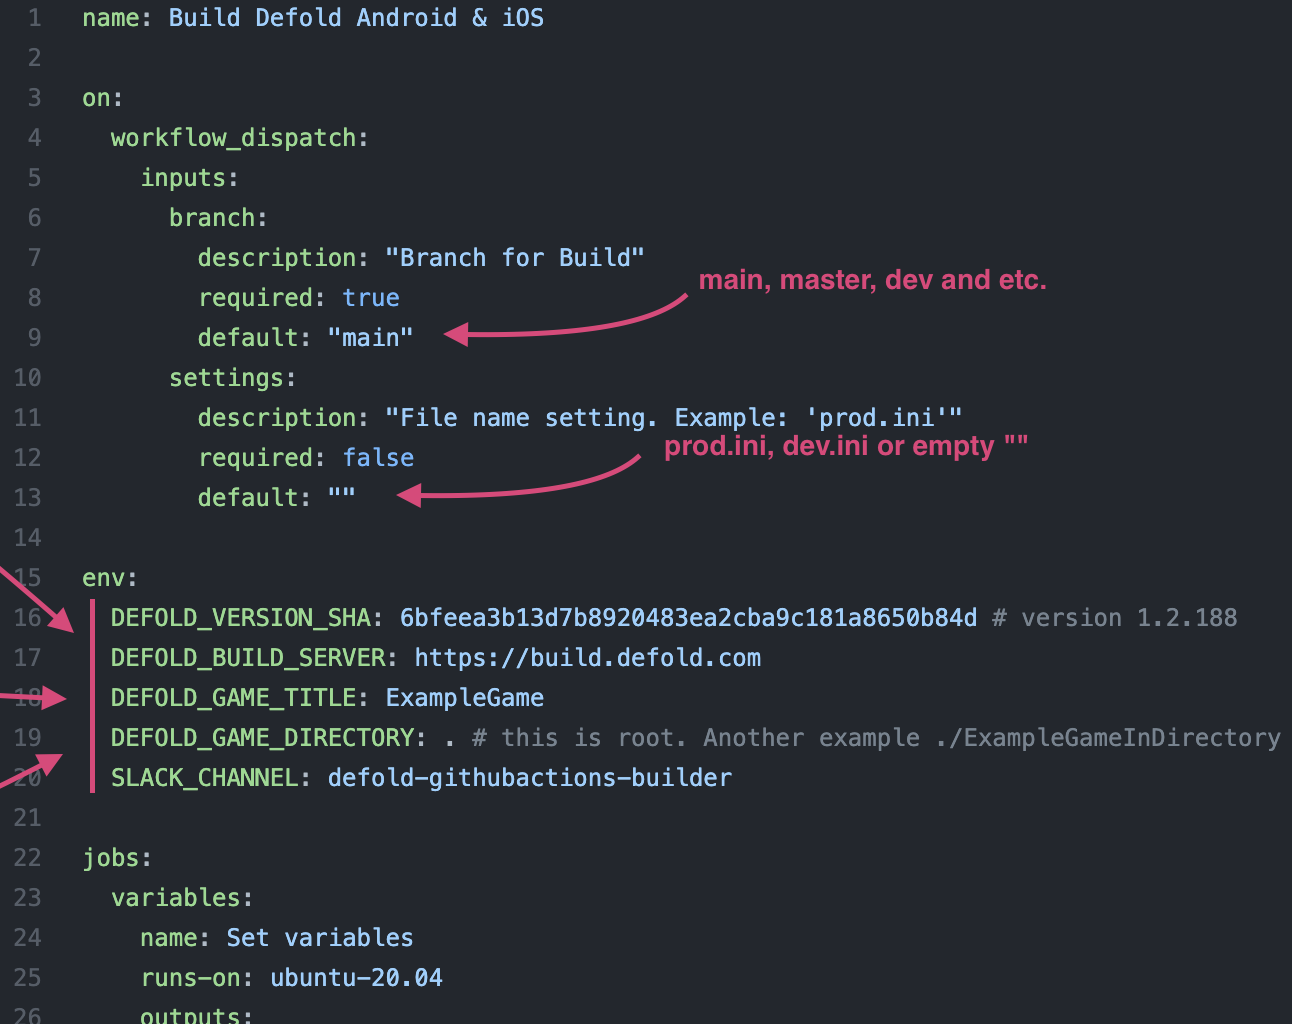 1 name: Build Defold Android & iOS
2
3 on:
4 workflow_dispatch:
5 inputs:
6 branch:
7 description: "Branch for Build"
main, master, dev and etc.
8 required: true
9 default: "main"
10 settings:
11 description: "File name setting. Example: 'prod.ini'"
prod.ini, dev.ini or empty ""
12 required: false
13 default: ""
14
15 env:
16 DEFOLD_VERSION_SHA: 6bfeea3b13d7b8920483ea2cba9c181a8650b84d # version 1.2.188
17 DEFOLD_BUILD_SERVER: https://build.defold.com
18 DEFOLD_GAME_TITLE: ExampleGame
19 DEFOLD_GAME_DIRECTORY: . # this is root. Another example ./ExampleGameInDirectory
20 SLACK_CHANNEL: defold-githubactions-builder
21
22 jobs:
23 variables:
24 name: Set variables
25 runs-on: ubuntu-20.04
26 outputs: